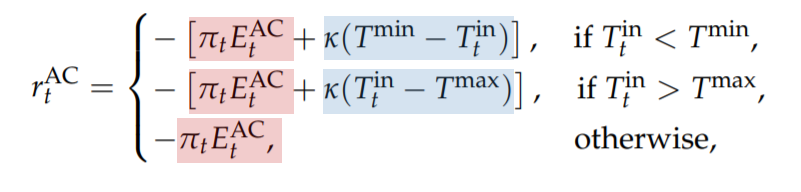 − [π_t E_t^AC + κ(T^min − T_t^in)] , if T_t^in < T^min,
r_t^AC = { − [π_t E_t^AC + κ(T_t^in − T^max)] , if T_t^in > T^max,
−π_t E_t^AC, otherwise,